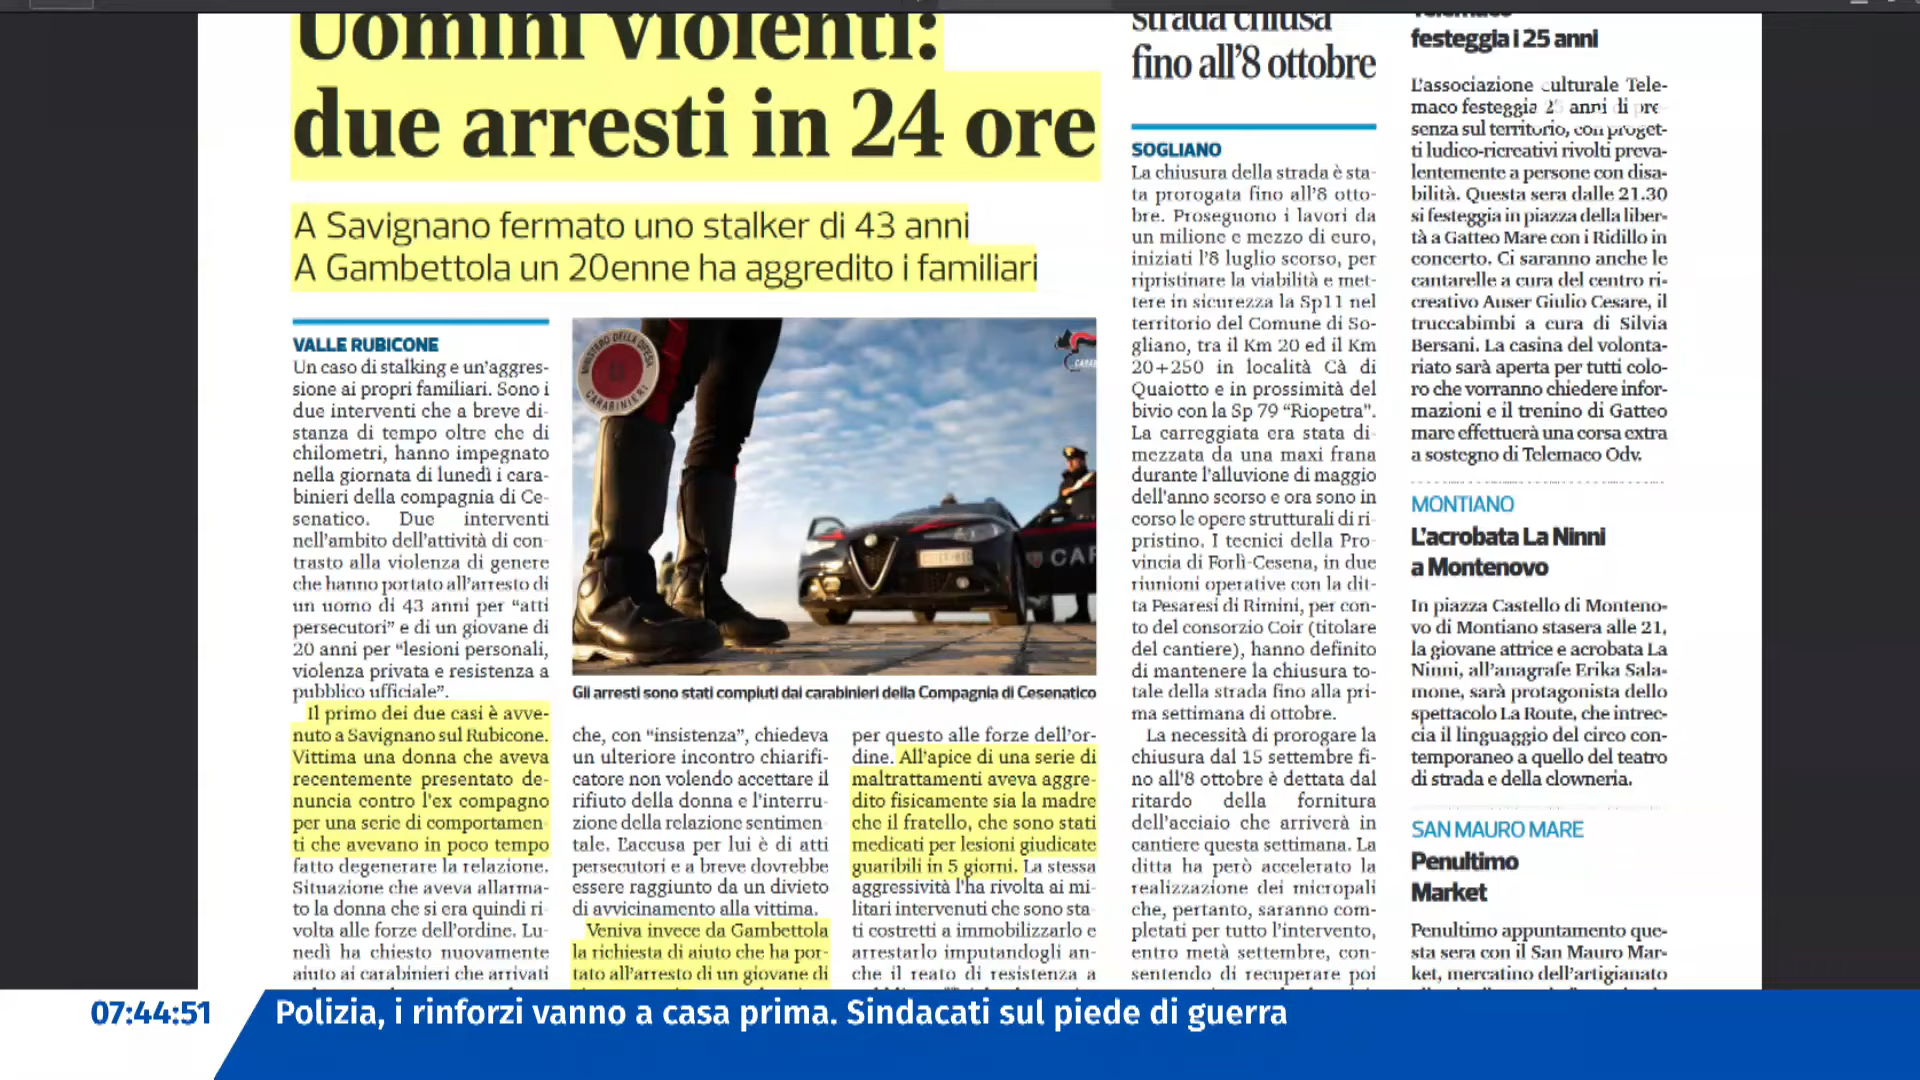 Uomini violenti:
due arresti in 24 ore
A Savignano fermato uno stalker di 43 anni
A Gambettola un 20enne ha aggredito i familiari
VALLE RUBICONE
Un caso di stalking e un'aggres-
sione ai propri familiari. Sono i
due interventi che a breve di-
stanza di tempo oltre che di
chilometri, hanno impegnato
nella giornata di lunedì i cara-
binieri della compagnia di Ce-
senatico. Due interventi
nell'ambito dell'attività di con-
trasto alla violenza di genere
che hanno portato all'arresto di
un uomo di 43 anni per "atti
persecutori" e di un giovane di
20 anni per "lesioni personali,
violenza privata e resistenza a
pubblico ufficiale".
Il primo dei due casi è avve-
nuto a Savignano sul Rubicone.
Vittima una donna che aveva
recentemente presentato de-
nuncia contro l'ex compagno
per una serie di comportamen-
ti che avevano in poco tempo
fatto degenerare la relazione.
Situazione che aveva allarma-
to la donna che si era quindi ri-
volta alle forze dell'ordine. Lu-
nedì ha chiesto nuovamente
aiuto ai carabinieri che arrivati
MINISTERO DELLA DIFESA
CARABINIERI
CARA
CAR
Gli arresti sono stati compiuti dai carabinieri della Compagnia di Cesenatico
che, con "insistenza", chiedeva
un ulteriore incontro chiarifi-
catore non volendo accettare il
rifiuto della donna e l'interru-
zione della relazione sentimen-
tale. L'accusa per lui è di atti
persecutori e a breve dovrebbe
essere raggiunto da un divieto
di avvicinamento alla vittima.
Veniva invece da Gambettola
la richiesta di aiuto che ha por-
tato all'arresto di un giovane di
per questo alle forze dell'or-
dine. All'apice di una serie di
maltrattamenti aveva aggre-
dito fisicamente sia la madre
che il fratello, che sono stati
medicati per lesioni giudicate
guaribili in 5 giorni. La stessa
aggressività l'ha rivolta ai mi-
litari intervenuti che sono sta-
ti costretti a immobilizzarlo e
arrestarlo imputandogli an-
che il reato di resistenza a
strada chiusa
fino all'8 ottobre
SOGLIANO
La chiusura della strada è sta-
ta prorogata fino all'8 otto-
bre. Proseguono i lavori da
un milione e mezzo di euro,
iniziati l'8 luglio scorso, per
ripristinare la viabilità e met-
tere in sicurezza la Sp11 nel
territorio del Comune di So-
gliano, tra il Km 20 ed il Km
20+250 in località Cà di
Quaiotto e in prossimità del
bivio con la Sp 79 "Riopetra".
La carreggiata era stata di-
mezzata da una maxi frana
durante l'alluvione di maggio
dell'anno scorso e ora sono in
corso le opere strutturali di ri-
pristino. I tecnici della Pro-
vincia di Forlì-Cesena, in due
riunioni operative con la dit-
ta Pesaresi di Rimini, per con-
to del consorzio Coir (titolare
del cantiere), hanno definito
di mantenere la chiusura to-
tale della strada fino alla pri-
ma settimana di ottobre.
La necessità di prorogare la
chiusura dal 15 settembre fi-
no all'8 ottobre è dettata dal
ritardo della fornitura
dell'acciaio che arriverà in
cantiere questa settimana. La
ditta ha però accelerato la
realizzazione dei micropali
che, pertanto, saranno com-
pletati per tutto l'intervento,
entro metà settembre, con-
sentendo di recuperare poi
Telemaco
festeggia i 25 anni
L'associazione culturale Tele-
maco festeggia 25 anni di pre-
senza sul territorio, con proget-
ti ludico-ricreativi rivolti preva-
lentemente a persone con disa-
bilità. Questa sera dalle 21.30
si festeggia in piazza della liber-
tà a Gatteo Mare con i Ridillo in
concerto. Ci saranno anche le
cantarelle a cura del centro ri-
creativo Auser Giulio Cesare, il
truccabimbi a cura di Silvia
Bersani. La casina del volonta-
riato sarà aperta per tutti colo-
ro che vorranno chiedere infor-
mazioni e il trenino di Gatteo
mare effettuerà una corsa extra
a sostegno di Telemaco Odv.
MONTIANO
L'acrobata La Ninni
a Montenovo
In piazza Castello di Monteno-
vo di Montiano stasera alle 21,
la giovane attrice e acrobata La
Ninni, all'anagrafe Erika Sala-
mone, sarà protagonista dello
spettacolo La Route, che intrec-
cia il linguaggio del circo con-
temporaneo a quello del teatro
di strada e della clowneria.
SAN MAURO MARE
Penultimo
Market
Penultimo appuntamento que-
sta sera con il San Mauro Mar-
ket, mercatino dell'artigianato
07:44:51
Polizia, i rinforzi vanno a casa prima. Sindacati sul piede di guerra